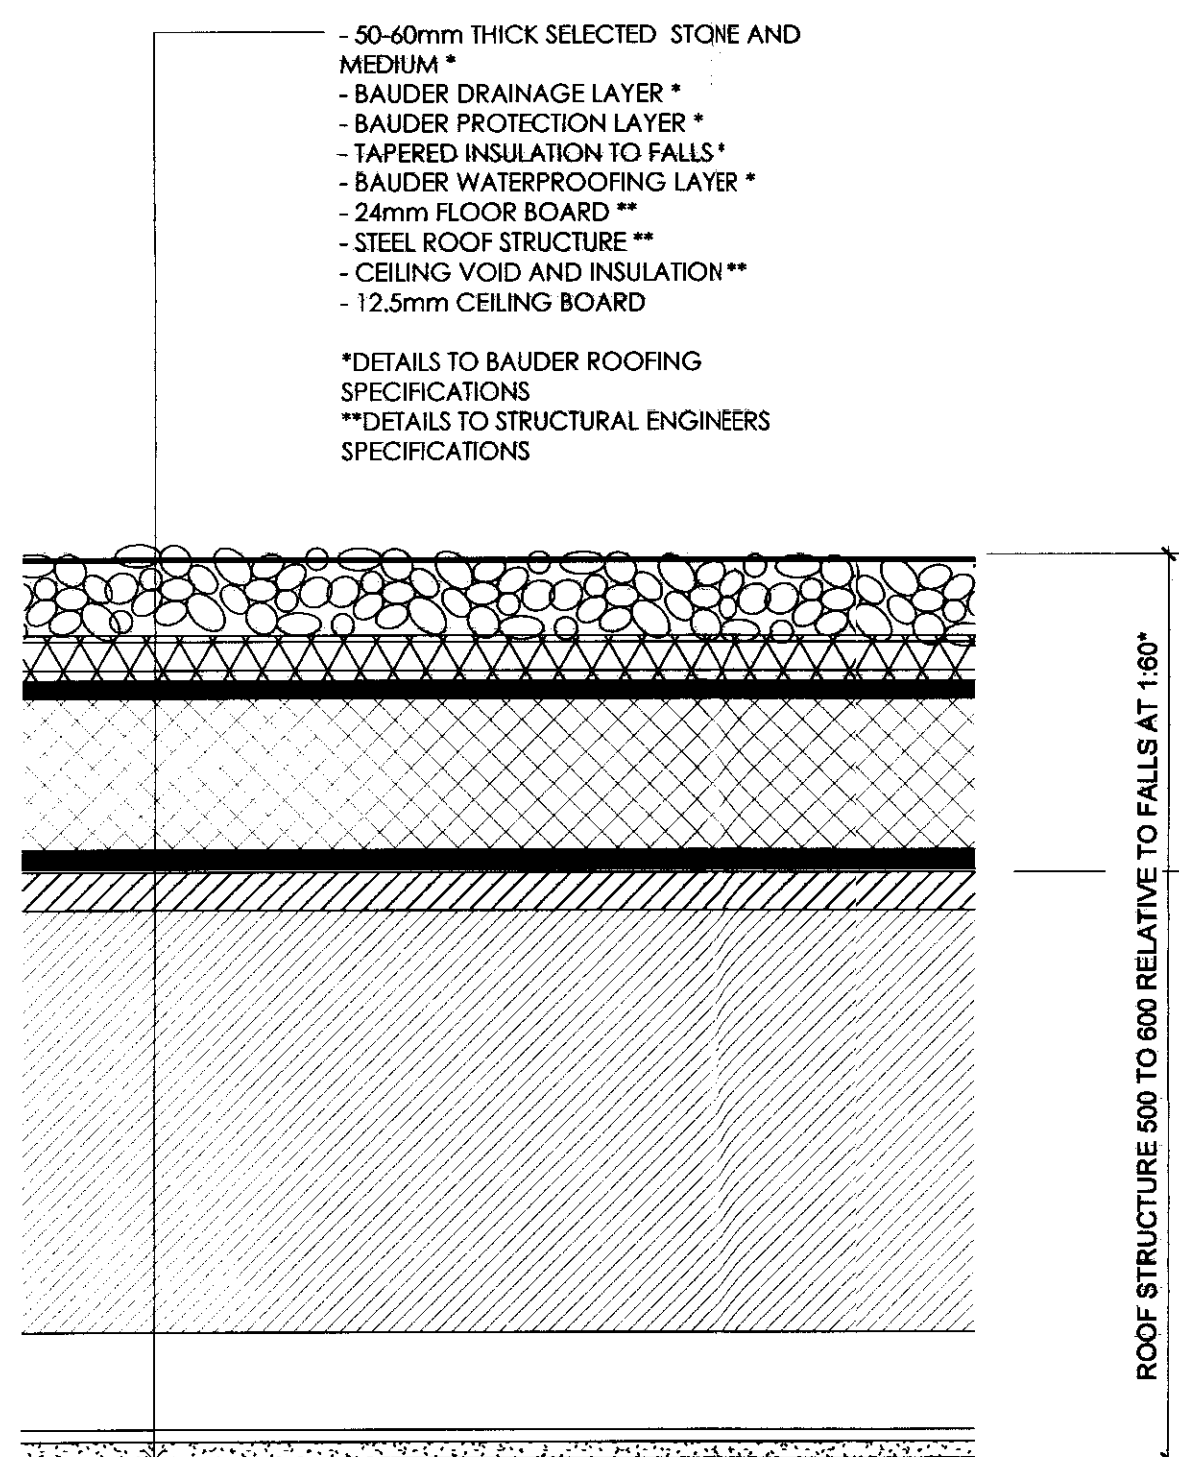 - 50-60mm THICK SELECTED STONE AND
MEDIUM *
- BAUDER DRAINAGE LAYER *
- BAUDER PROTECTION LAYER *
- TAPERED INSULATION TO FALLS *
- BAUDER WATERPROOFING LAYER *
- 24mm FLOOR BOARD **
- STEEL ROOF STRUCTURE **
- CEILING VOID AND INSULATION **
- 12.5mm CEILING BOARD
*DETAILS TO BAUDER ROOFING
SPECIFICATIONS
**DETAILS TO STRUCTURAL ENGINEERS
SPECIFICATIONS
ROOF STRUCTURE 500 TO 600 RELATIVE TO FALLS AT 1:60*